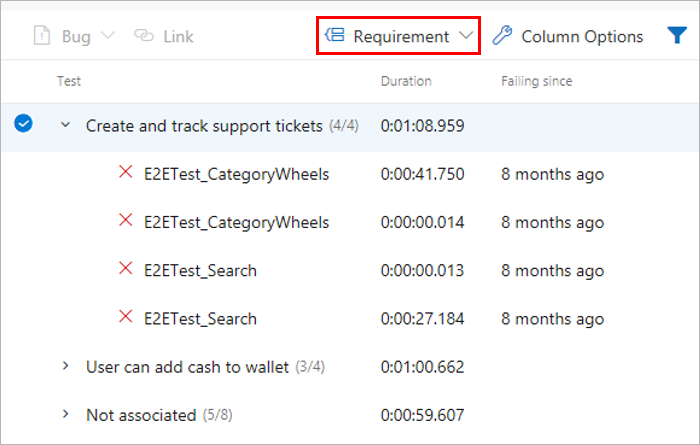 Bug Link Requirement Column Options
Test Duration Failing since
Create and track support tickets (4/4) 0:01:08.959
E2ETest_CategoryWheels 0:00:41.750 8 months ago
E2ETest_CategoryWheels 0:00:00.014 8 months ago
E2ETest_Search 0:00:00.013 8 months ago
E2ETest_Search 0:00:27.184 8 months ago
User can add cash to wallet (3/4) 0:01:00.662
Not associated (5/8) 0:00:59.607